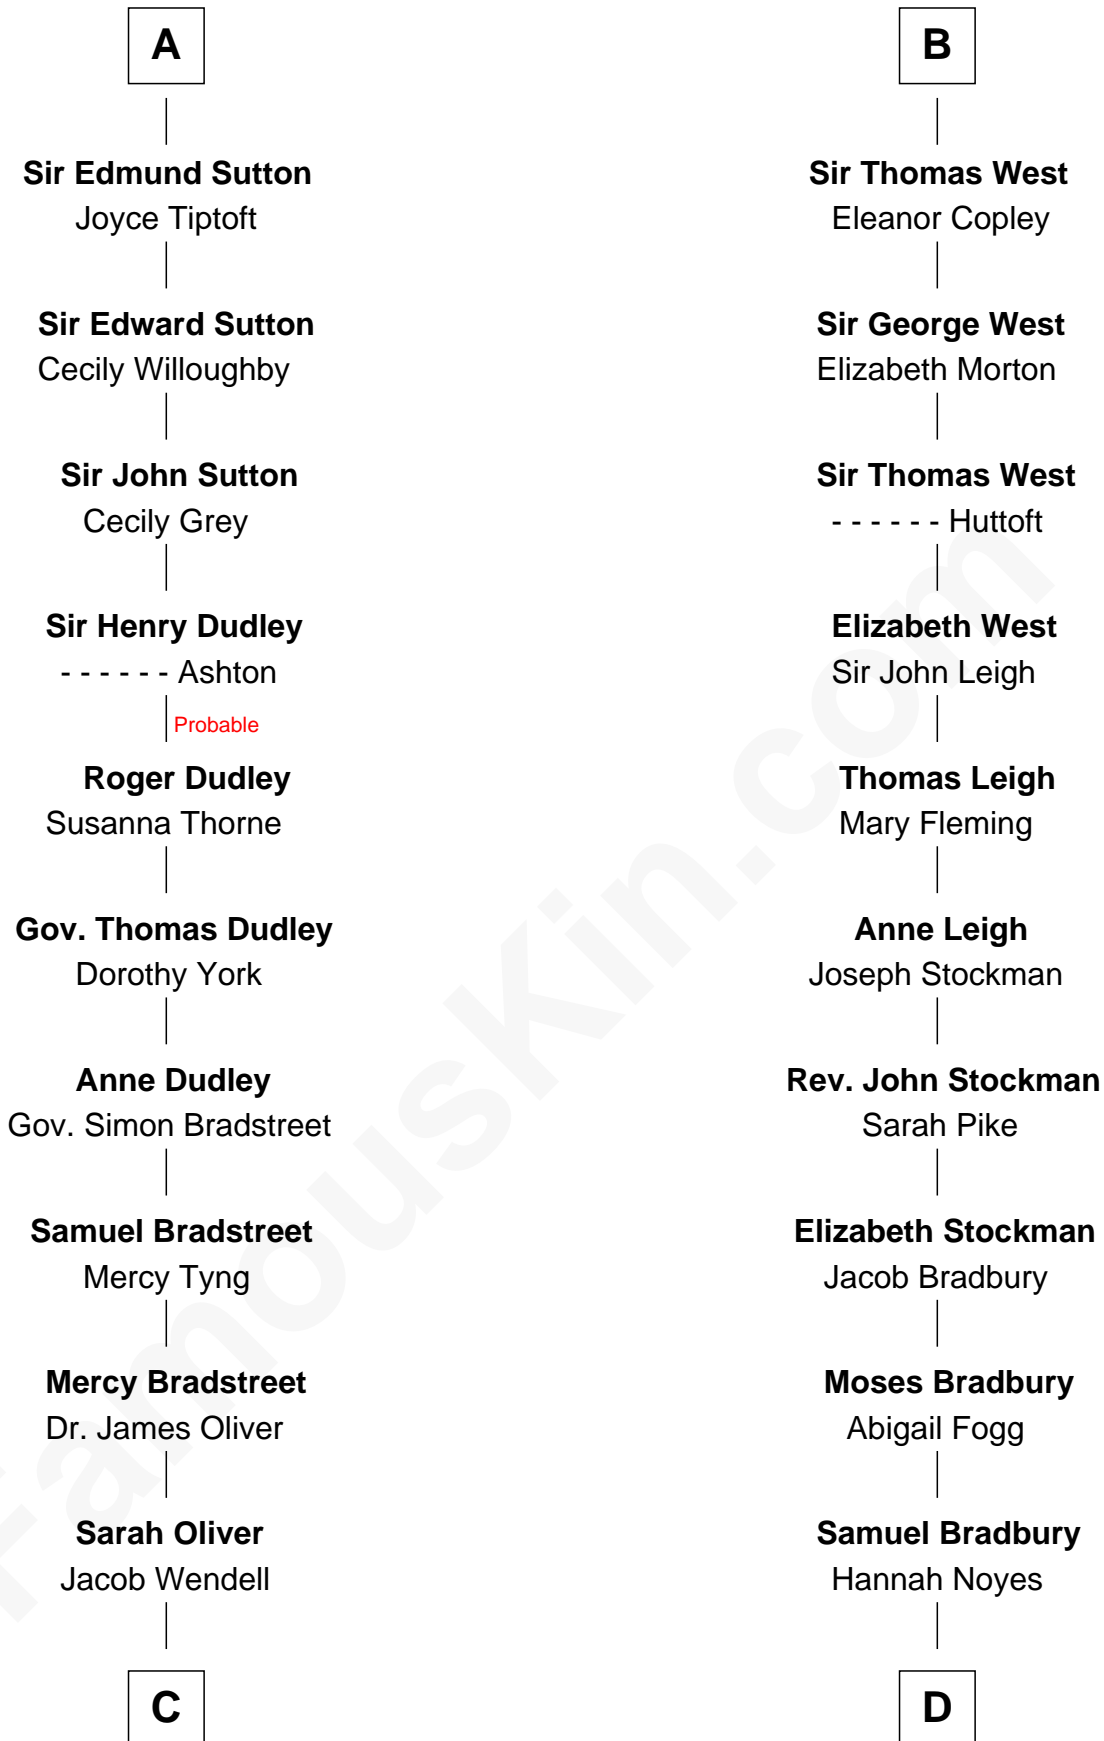 A
Sir Edmund Sutton
Joyce Tiptoft
Sir Edward Sutton
Cecily Willoughby
Sir John Sutton
Cecily Grey
Sir Henry Dudley
- - - - - - Ashton
Probable
Roger Dudley
Susanna Thorne
Gov. Thomas Dudley
Dorothy York
Anne Dudley
Gov. Simon Bradstreet
Samuel Bradstreet
Mercy Tyng
Mercy Bradstreet
Dr. James Oliver
Sarah Oliver
Jacob Wendell
C
B
Sir Thomas West
Eleanor Copley
Sir George West
Elizabeth Morton
Sir Thomas West
- - - - - - Huttoft
Elizabeth West
Sir John Leigh
Thomas Leigh
Mary Fleming
Anne Leigh
Joseph Stockman
Rev. John Stockman
Sarah Pike
Elizabeth Stockman
Jacob Bradbury
Moses Bradbury
Abigail Fogg
Samuel Bradbury
Hannah Noyes
D
FamousKin.com